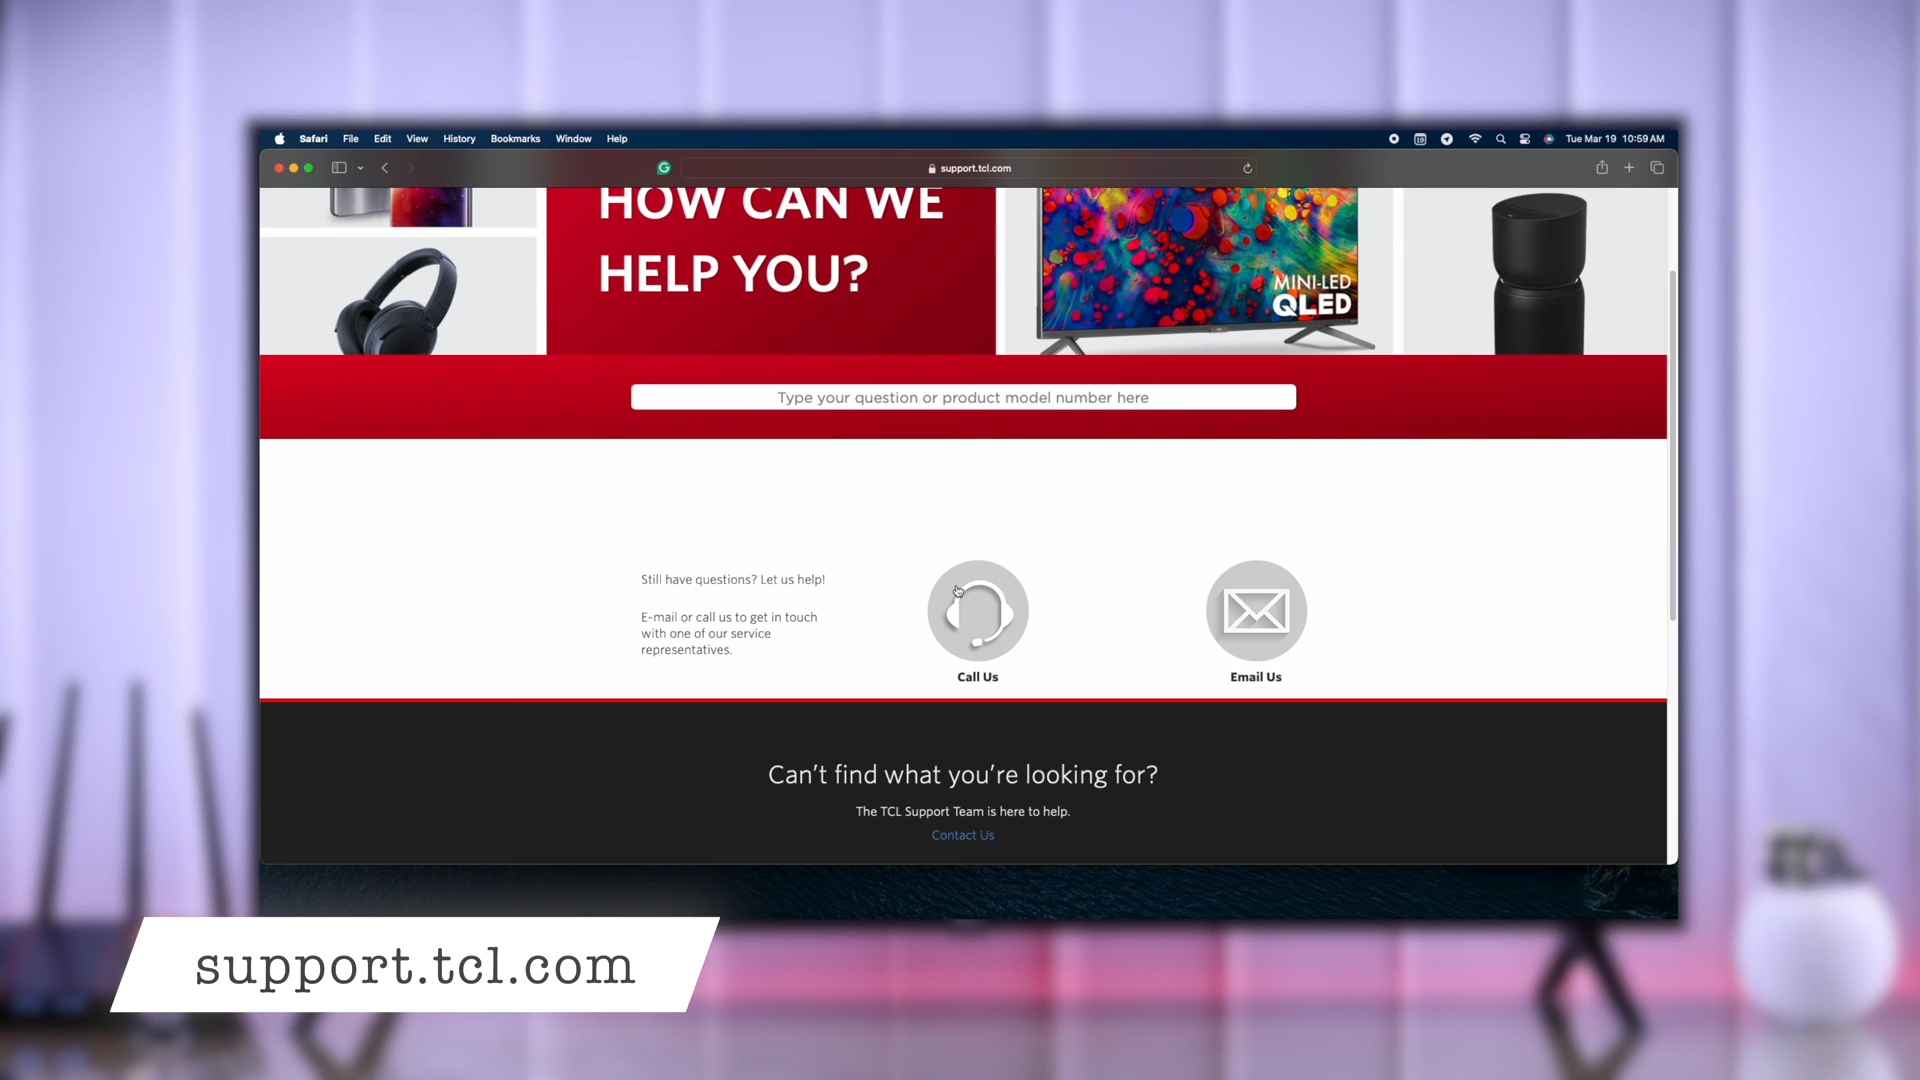 Safari File Edit View History Bookmarks Window Help
Tue Mar 19 10:59 AM
support.tcl.com
HOW CAN WE
HELP YOU?
MINI-LED
QLED
Type your question or product model number here
Still have questions? Let us help!
E-mail or call us to get in touch
with one of our service
representatives.
Call Us
Email Us
Can't find what you're looking for?
The TCL Support Team is here to help.
Contact Us
support.tcl.com